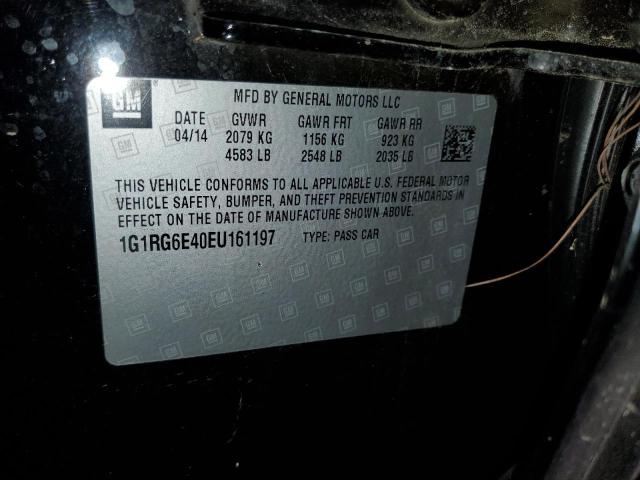 GM ® MFD BY GENERAL MOTORS LLC
DATE GVWR GAWR FRT GAWR RR
04/14 2079 KG 1156 KG 923 KG
4583 LB 2548 LB 2035 LB
THIS VEHICLE CONFORMS TO ALL APPLICABLE U.S. FEDERAL MOTOR
VEHICLE SAFETY, BUMPER, AND THEFT PREVENTION STANDARDS IN
EFFECT ON THE DATE OF MANUFACTURE SHOWN ABOVE.
1G1RG6E40EU161197 TYPE: PASS CAR